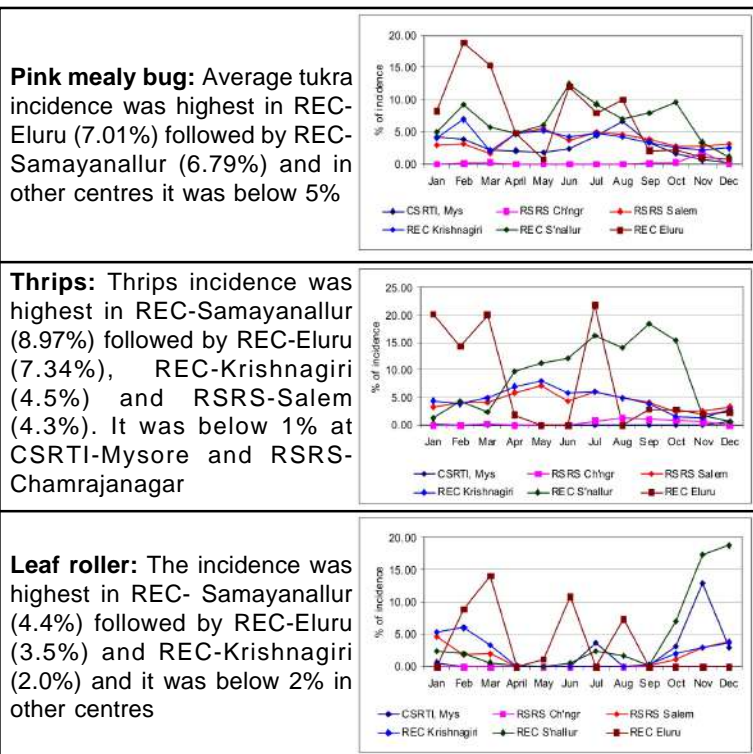 Pink mealy bug: Average tukra
incidence was highest in REC-
Eluru (7.01%) followed by REC-
Samayanallur (6.79%) and in
other centres it was below 5%
20.00
15.00
10.00
5.00
0.00
% of incidence
Jan Feb Mar April May Jun Jul Aug Sep Oct Nov Dec
CSRTI, Mys RSRS Ch'ngr RSRS Salem
REC Krishnagiri REC S'nallur REC Eluru
Thrips: Thrips incidence was
highest in REC-Samayanallur
(8.97%) followed by REC-Eluru
(7.34%), REC-Krishnagiri
(4.5%) and RSRS-Salem
(4.3%). It was below 1% at
CSRTI-Mysore and RSRS-
Chamrajanagar
25.00
20.00
15.00
10.00
5.00
0.00
% of incidence
Jan Feb Mar April May Jun Jul Aug Sep Oct Nov Dec
CSRTI, Mys RSRS Ch'ngr RSRS Salem
REC Krishnagiri REC S'nallur REC Eluru
Leaf roller: The incidence was
highest in REC- Samayanallur
(4.4%) followed by REC-Eluru
(3.5%) and REC-Krishnagiri
(2.0%) and it was below 2% in
other centres
20.00
15.00
10.00
5.00
0.00
% of incidence
Jan Feb Mar April May Jun Jul Aug Sep Oct Nov Dec
CSRTI, Mys RSRS Ch'ngr RSRS Salem
REC Krishnagiri REC S'nallur REC Eluru